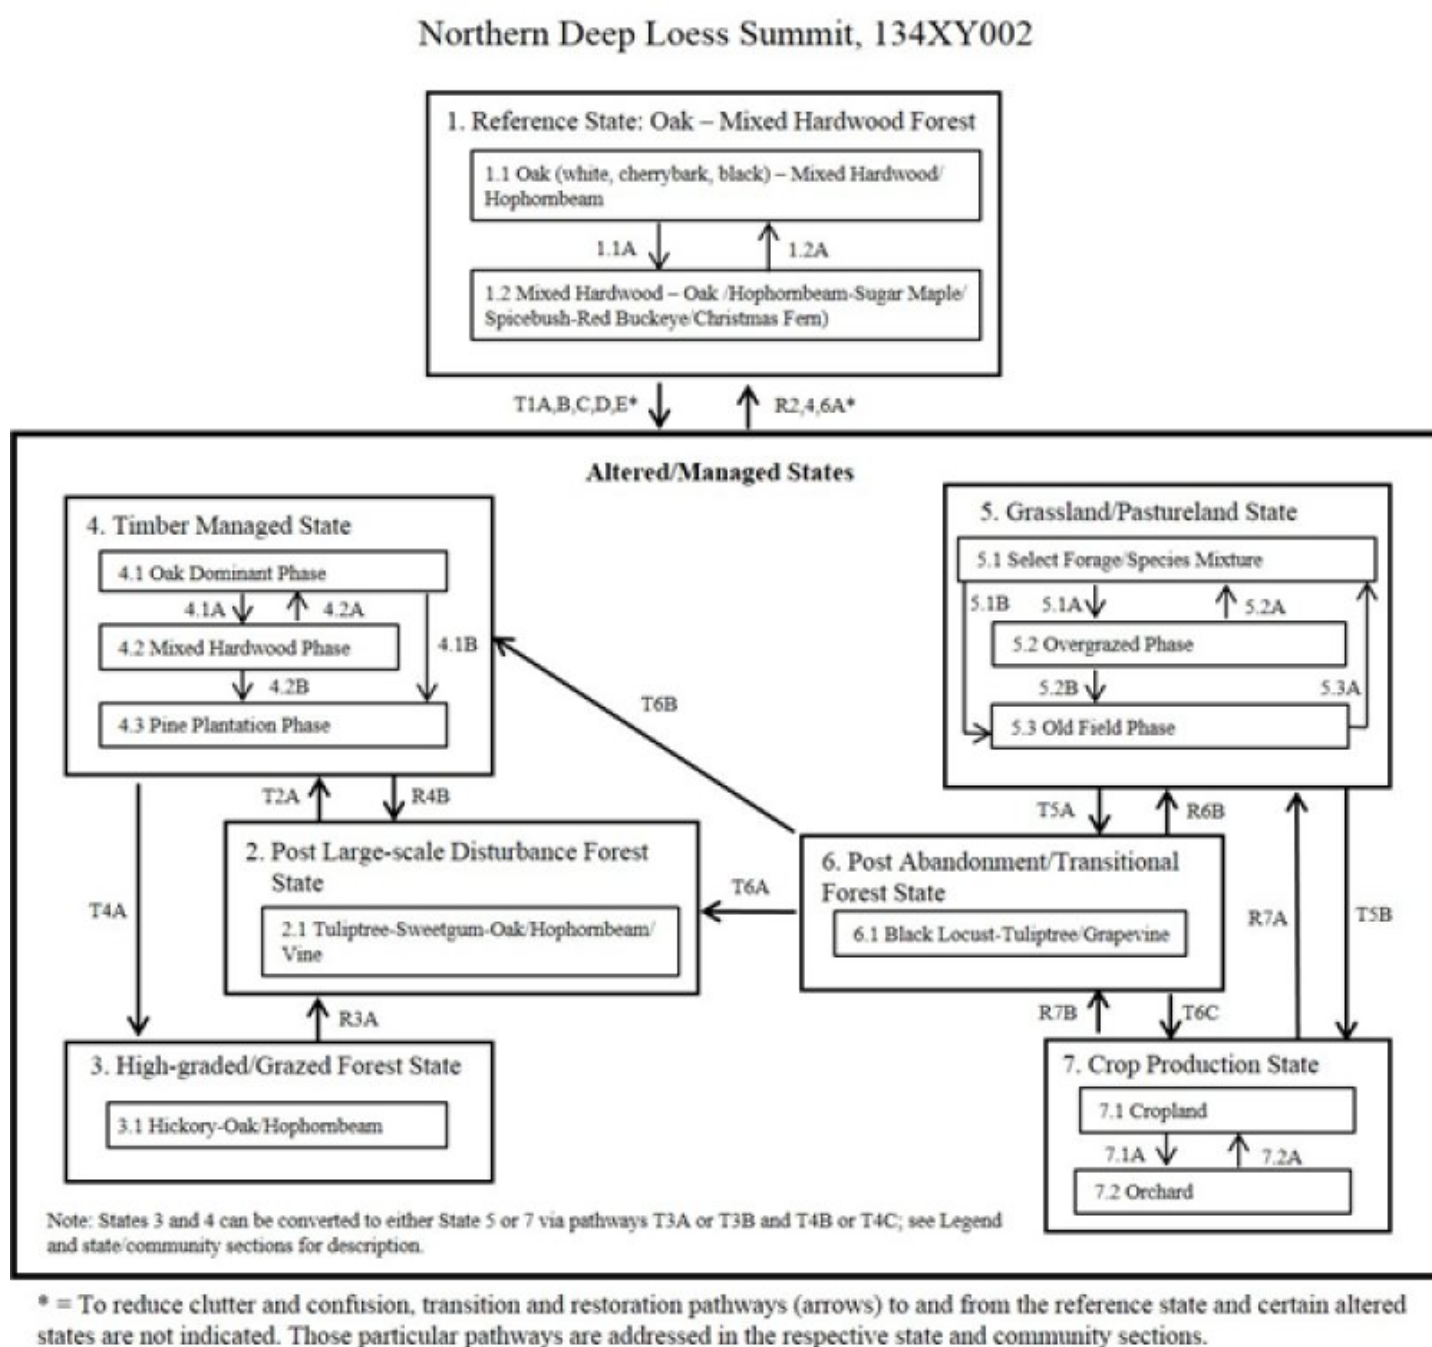 Northern Deep Loess Summit, 134XY002
1. Reference State: Oak – Mixed Hardwood Forest
1.1 Oak (white, cherrybark, black) – Mixed Hardwood/
Hophornbeam
1.1A
1.2A
1.2 Mixed Hardwood – Oak /Hophornbeam-Sugar Maple/
Spicebush-Red Buckeye/Christmas Fern)
T1A,B,C,D,E*
R2,4,6A*
Altered/Managed States
4. Timber Managed State
4.1 Oak Dominant Phase
4.1A
4.2A
4.2 Mixed Hardwood Phase
4.1B
4.2B
4.3 Pine Plantation Phase
5. Grassland/Pastureland State
5.1 Select Forage/Species Mixture
5.1B
5.1A
5.2A
5.2 Overgrazed Phase
5.2B
5.3A
5.3 Old Field Phase
T6B
T2A
R4B
T5A
R6B
2. Post Large-scale Disturbance Forest
State
2.1 Tuliptree-Sweetgum-Oak/Hophornbeam/
Vine
T6A
6. Post Abandonment/Transitional
Forest State
6.1 Black Locust-Tuliptree/Grapevine
T4A
R7A
T5B
R3A
R7B
T6C
3. High-graded/Grazed Forest State
3.1 Hickory-Oak/Hophornbeam
7. Crop Production State
7.1 Cropland
7.1A
7.2A
7.2 Orchard
Note: States 3 and 4 can be converted to either State 5 or 7 via pathways T3A or T3B and T4B or T4C; see Legend
and state/community sections for description.
* = To reduce clutter and confusion, transition and restoration pathways (arrows) to and from the reference state and certain altered
states are not indicated. Those particular pathways are addressed in the respective state and community sections.